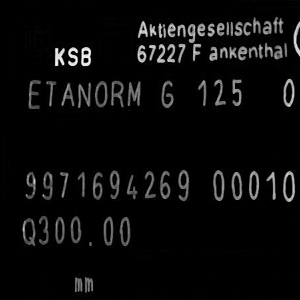 Aktiengesellschaft
KSB 67227 F ankenthal
ETANORM G 125 0
9971694269 00010
Q300.00
mm